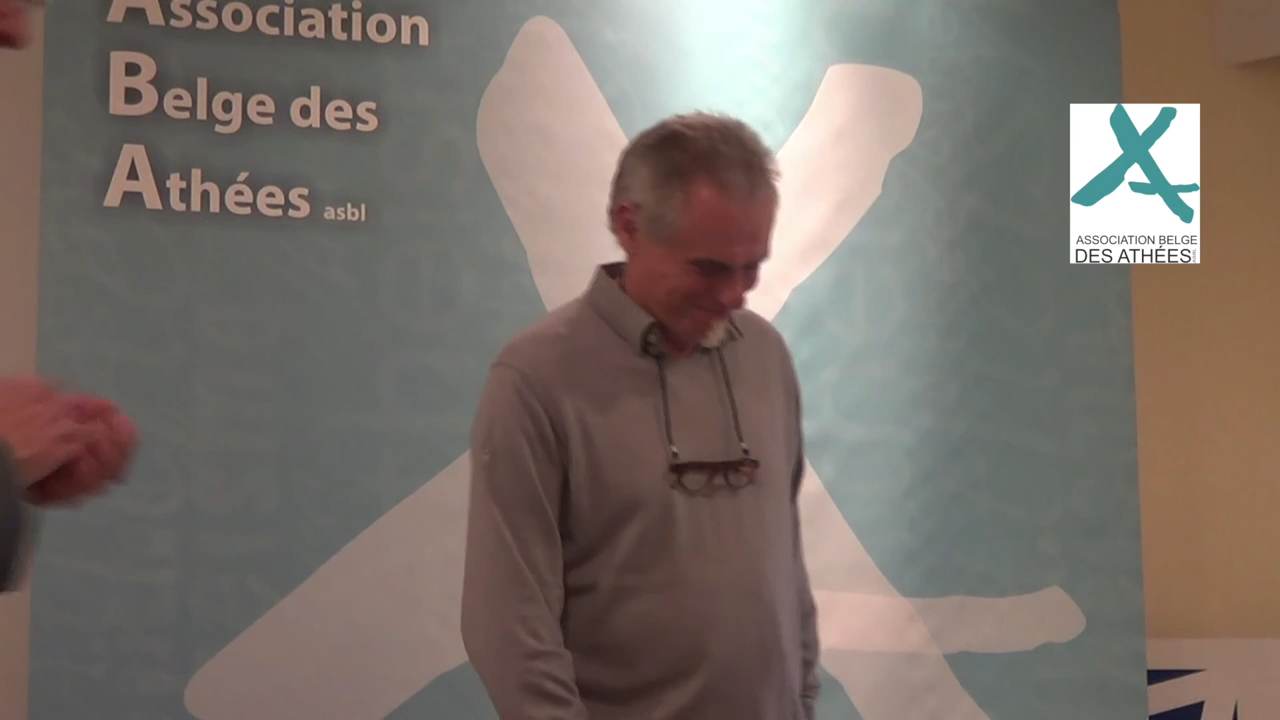 Association
Belge des
Athées asbl
ASSOCIATION BELGE
DES ATHÉES